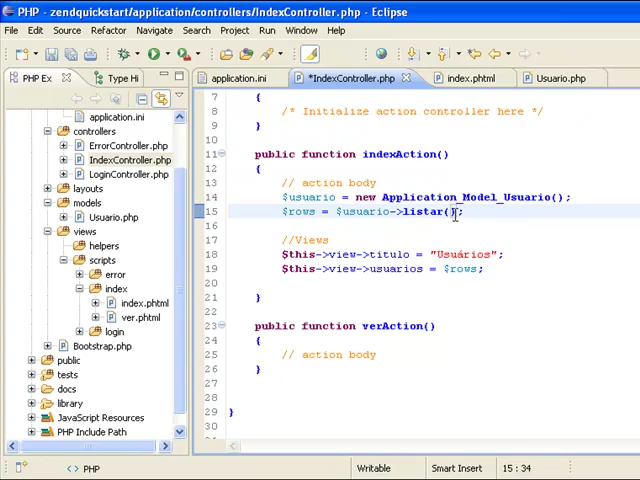 PHP - zendquickstart/application/controllers/IndexController.php - Eclipse
File Edit Source Refactor Navigate Search Project Run Window Help
PHP Ex Type Hi application.ini *IndexController.php index.phtml Usuario.php
application.ini
controllers
ErrorController.php
IndexController.php
LoginController.php
layouts
models
Usuario.php
views
helpers
scripts
error
index
index.phtml
ver.phtml
login
Bootstrap.php
public
tests
docs
library
JavaScript Resources
PHP Include Path
7 {
8 /* Initialize action controller here */
9 }
10
11 public function indexAction()
12 {
13 // action body
14 $usuario = new Application_Model_Usuario();
15 $rows = $usuario->listar();
16
17 //Views
18 $this->view->titulo = "Usuários";
19 $this->view->usuarios = $rows;
20
21 }
22
23 public function verAction()
24 {
25 // action body
26 }
27
28
29 }
PHP Writable Smart Insert 15 : 34